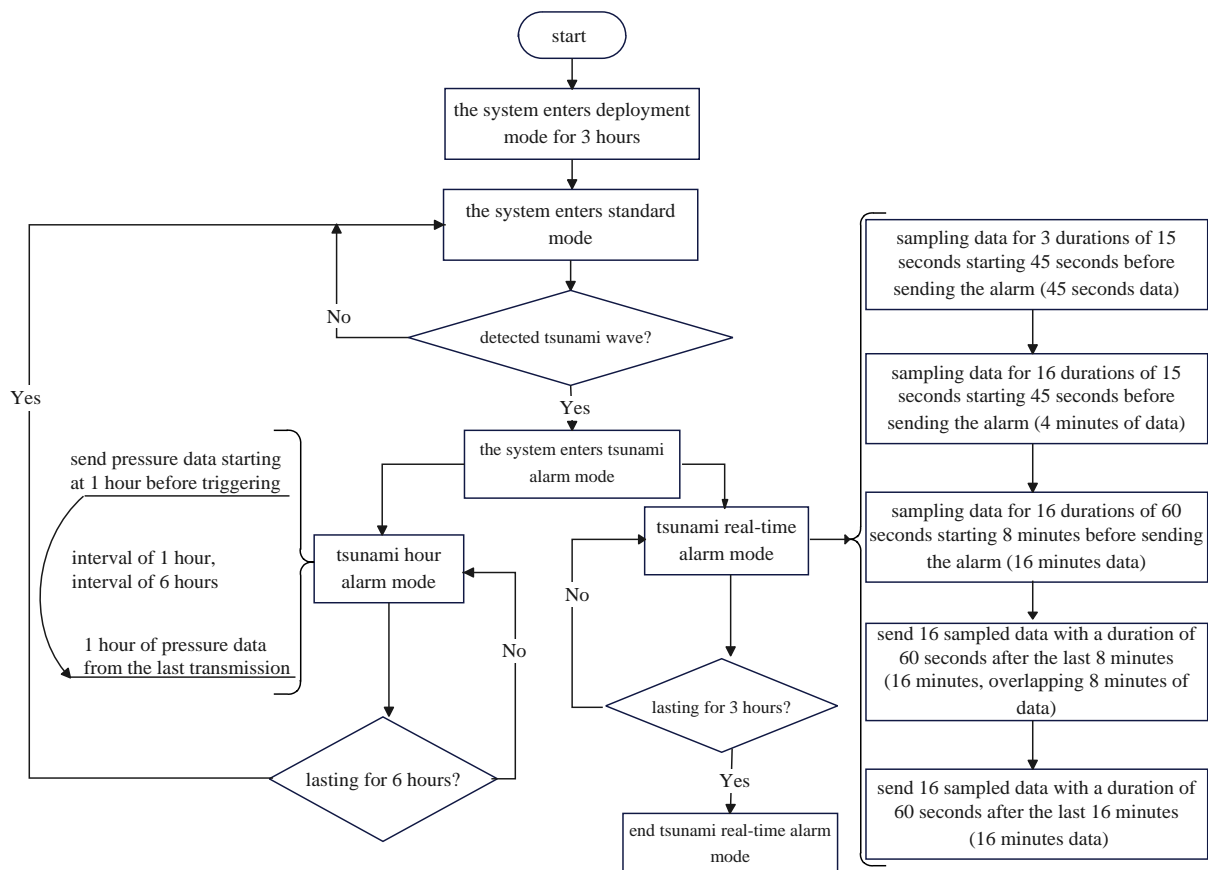 start
the system enters deployment
mode for 3 hours
the system enters standard
mode
No
detected tsunami wave?
Yes
Yes
the system enters tsunami
alarm mode
send pressure data starting
at 1 hour before triggering
interval of 1 hour,
interval of 6 hours
1 hour of pressure data
from the last transmission
tsunami hour
alarm mode
No
lasting for 6 hours?
tsunami real-time
alarm mode
No
lasting for 3 hours?
Yes
end tsunami real-time alarm
mode
sampling data for 3 durations of 15
seconds starting 45 seconds before
sending the alarm (45 seconds data)
sampling data for 16 durations of 15
seconds starting 45 seconds before
sending the alarm (4 minutes of data)
sampling data for 16 durations of 60
seconds starting 8 minutes before sending
the alarm (16 minutes data)
send 16 sampled data with a duration of
60 seconds after the last 8 minutes
(16 minutes, overlapping 8 minutes of
data)
send 16 sampled data with a duration of
60 seconds after the last 16 minutes
(16 minutes data)